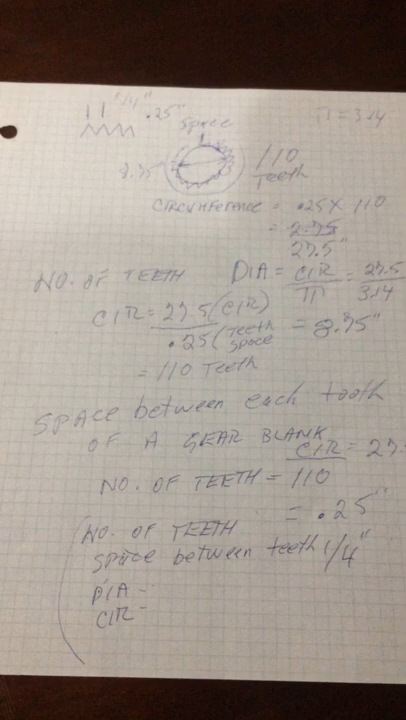 1/4" .25"
π = 3.14
Space
8.75
110
Teeth
CIRCUMFERENCE = .25 X 110
= 2.75
27.5"
NO. OF TEETH DIA = CIR = 27.5
π 3.14
CIR = 27.5 (CIR)
.25 (Teeth Space = 8.75"
= 110 Teeth
SPACE between each tooth
OF A GEAR BLANK
CIR = 27
NO. OF TEETH = 110
= .25"
NO. OF TEETH
Space between teeth 1/4"
DIA -
CIR -